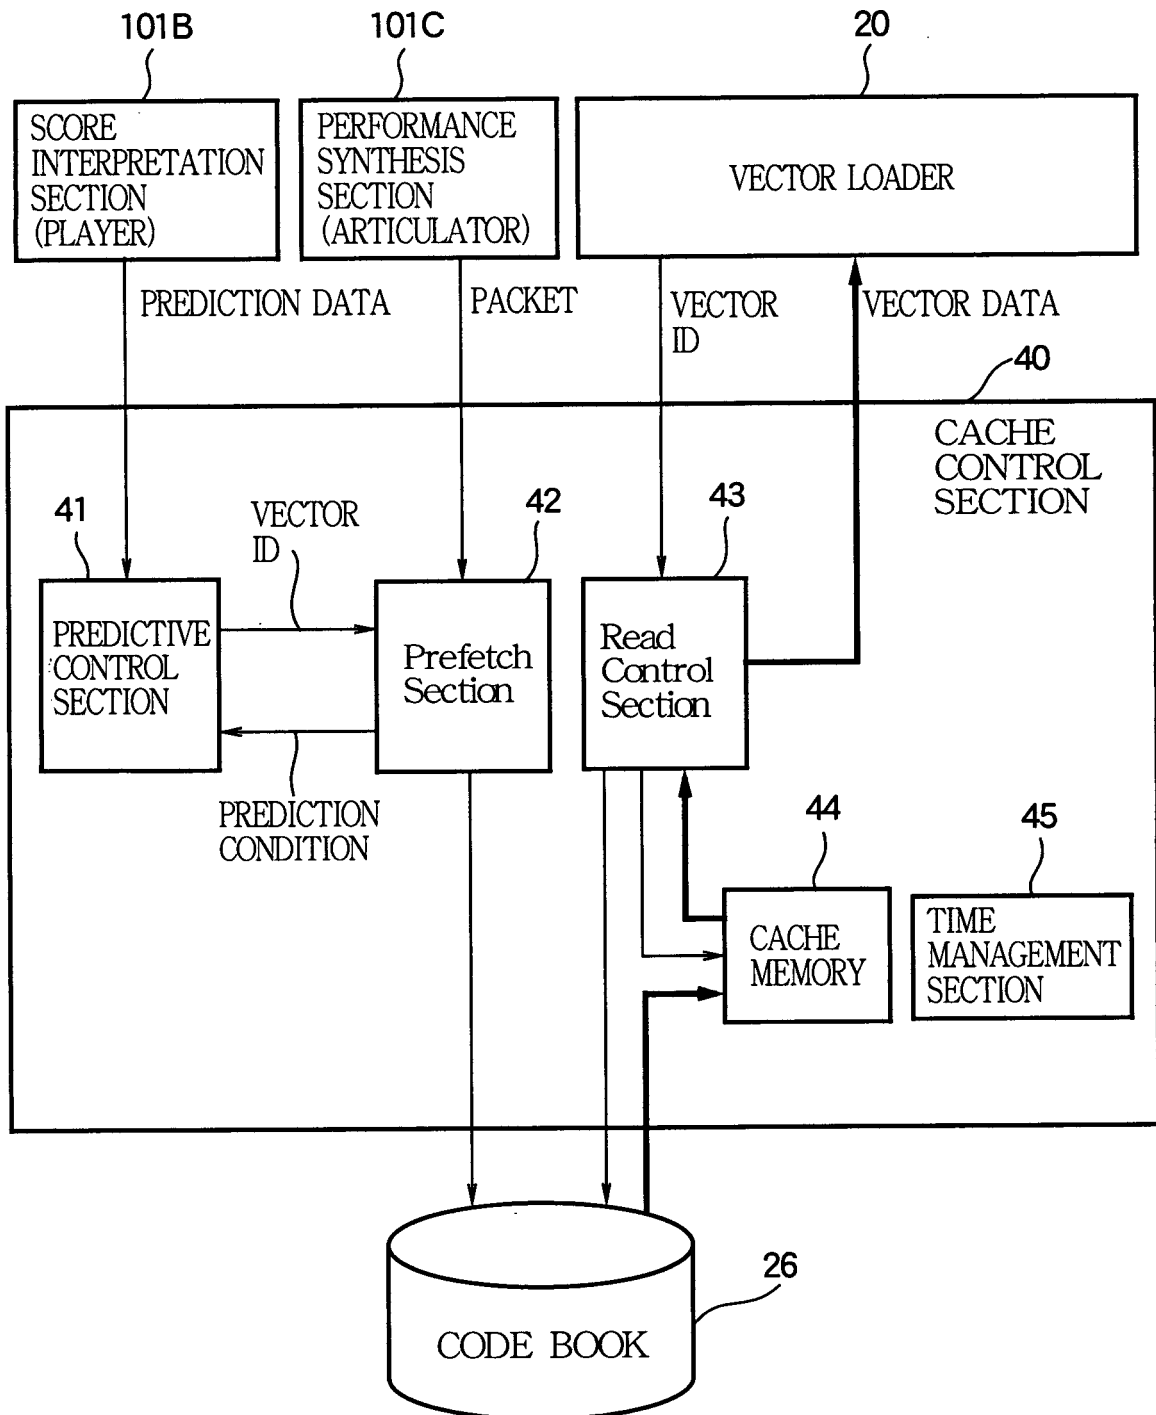 101B
101C
20
SCORE
INTERPRETATION
SECTION
(PLAYER)
PERFORMANCE
SYNTHESIS
SECTION
(ARTICULATOR)
VECTOR LOADER
PREDICTION DATA
PACKET
VECTOR
ID
VECTOR DATA
40
CACHE
CONTROL
SECTION
41
VECTOR
ID
42
43
PREDICTIVE
CONTROL
SECTION
Prefetch
Section
Read
Control
Section
PREDICTION
CONDITION
44
45
CACHE
MEMORY
TIME
MANAGEMENT
SECTION
26
CODE BOOK